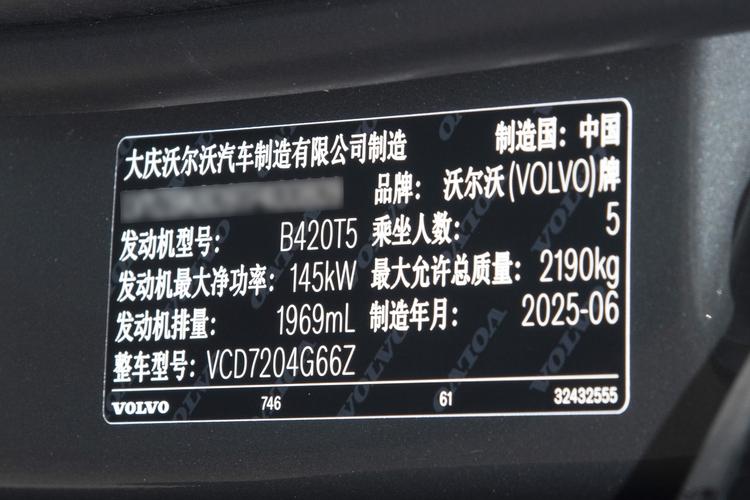 大庆沃尔沃汽车制造有限公司制造 制造国：中国
品牌：沃尔沃(VOLVO)牌
发动机型号：B420T5 乘坐人数：5
发动机最大净功率：145kW 最大允许总质量：2190kg
发动机排量：1969mL 制造年月：2025-06
整车型号：VCD7204G66Z
VOLVO 746 61 32432555